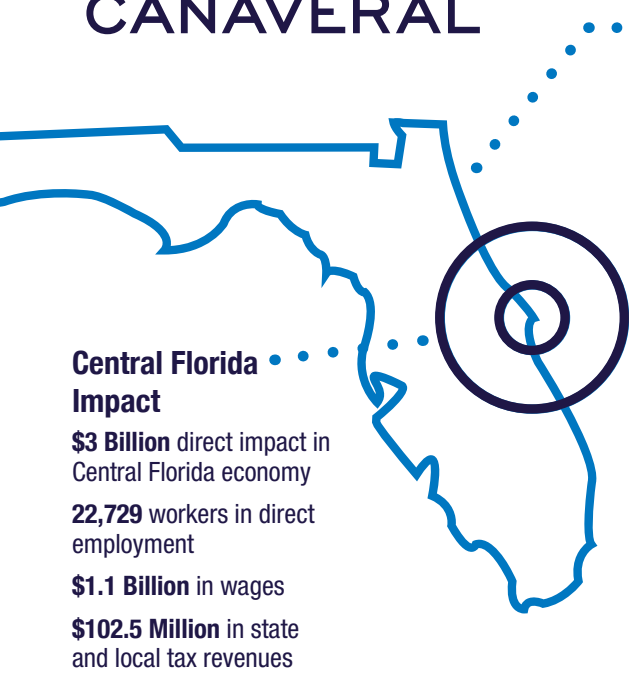 CANAVERAL
Central Florida
Impact
$3 Billion direct impact in
Central Florida economy
22,729 workers in direct
employment
$1.1 Billion in wages
$102.5 Million in state
and local tax revenues